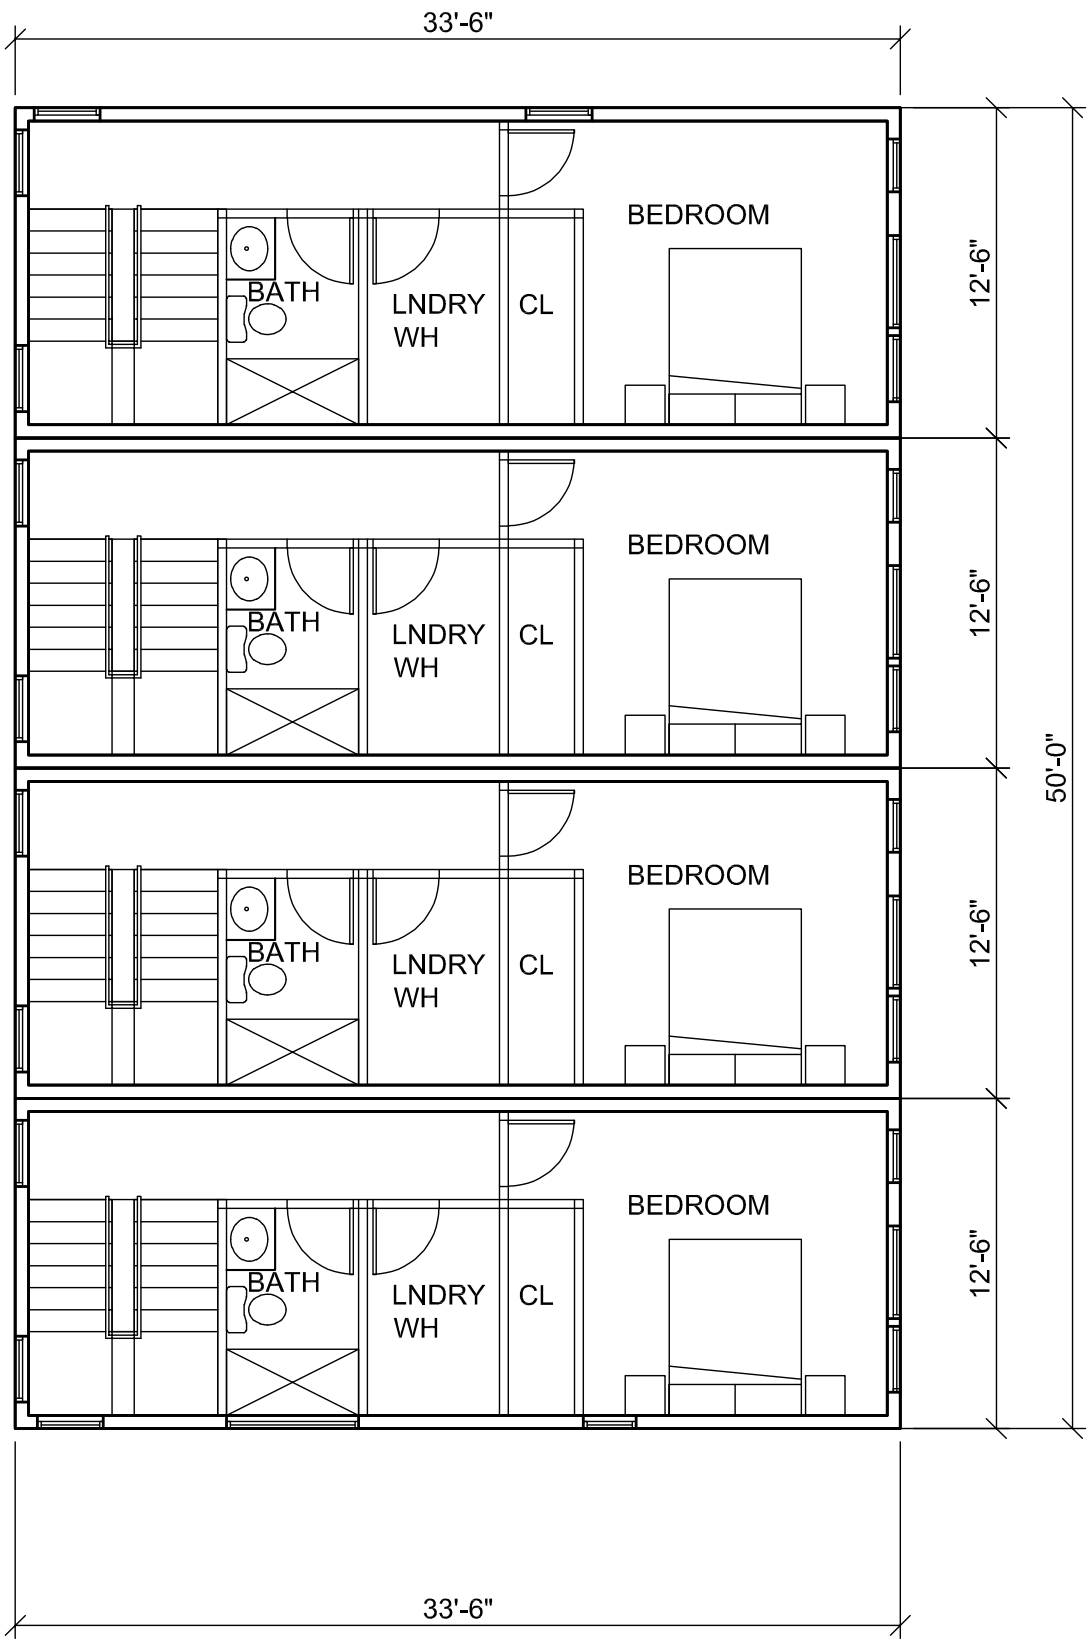 33'-6"
BEDROOM
12'-6"
BATH
LNDRY
WH
CL
BEDROOM
12'-6"
BATH
LNDRY
WH
CL
50'-0"
BEDROOM
12'-6"
BATH
LNDRY
WH
CL
BEDROOM
12'-6"
BATH
LNDRY
WH
CL
33'-6"